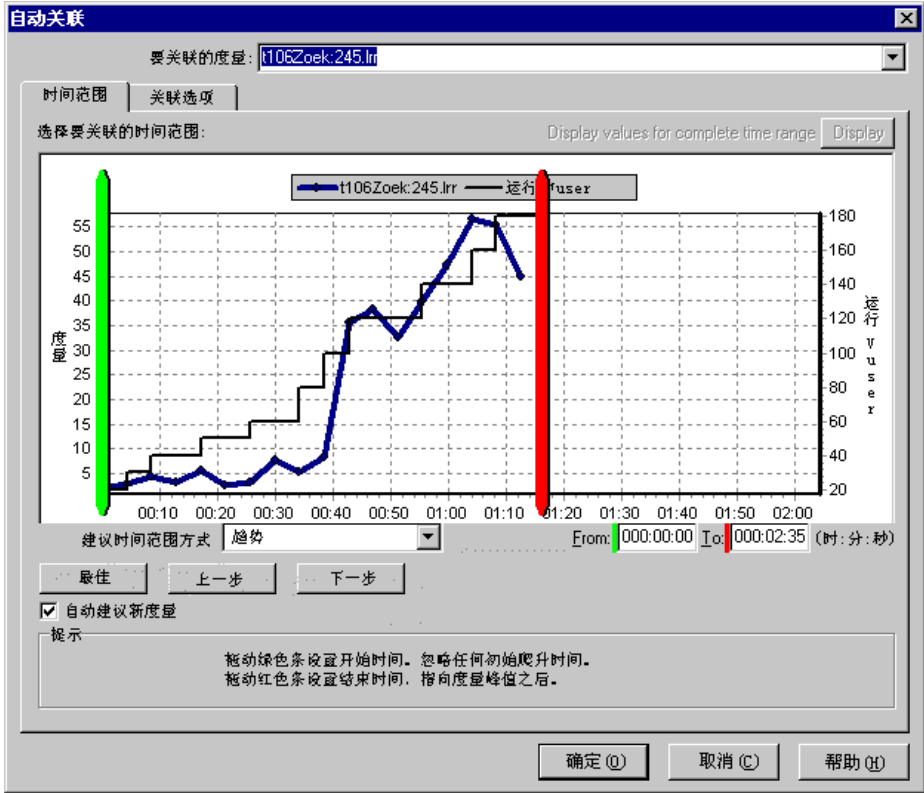 自动关联
要关联的度量: t106Zoek:245.lrr
时间范围 关联选项
选择要关联的时间范围: Display values for complete time range Display
t106Zoek:245.lrr 运行 Vuser
55 50 45 40 35 30 25 20 15 10 5
度量
180 160 140 120 100 80 60 40 20
运行 Vuser
00:10 00:20 00:30 00:40 00:50 01:00 01:10 01:20 01:30 01:40 01:50 02:00
建议时间范围方式 趋势 From: 000:00:00 To: 000:02:35 (时:分:秒)
最佳 上一步 下一步
自动建议新度量
提示
拖动绿色条设置开始时间。忽略任何初始爬升时间。
拖动红色条设置结束时间，指向度量峰值之后。
确定(O) 取消(C) 帮助(H)